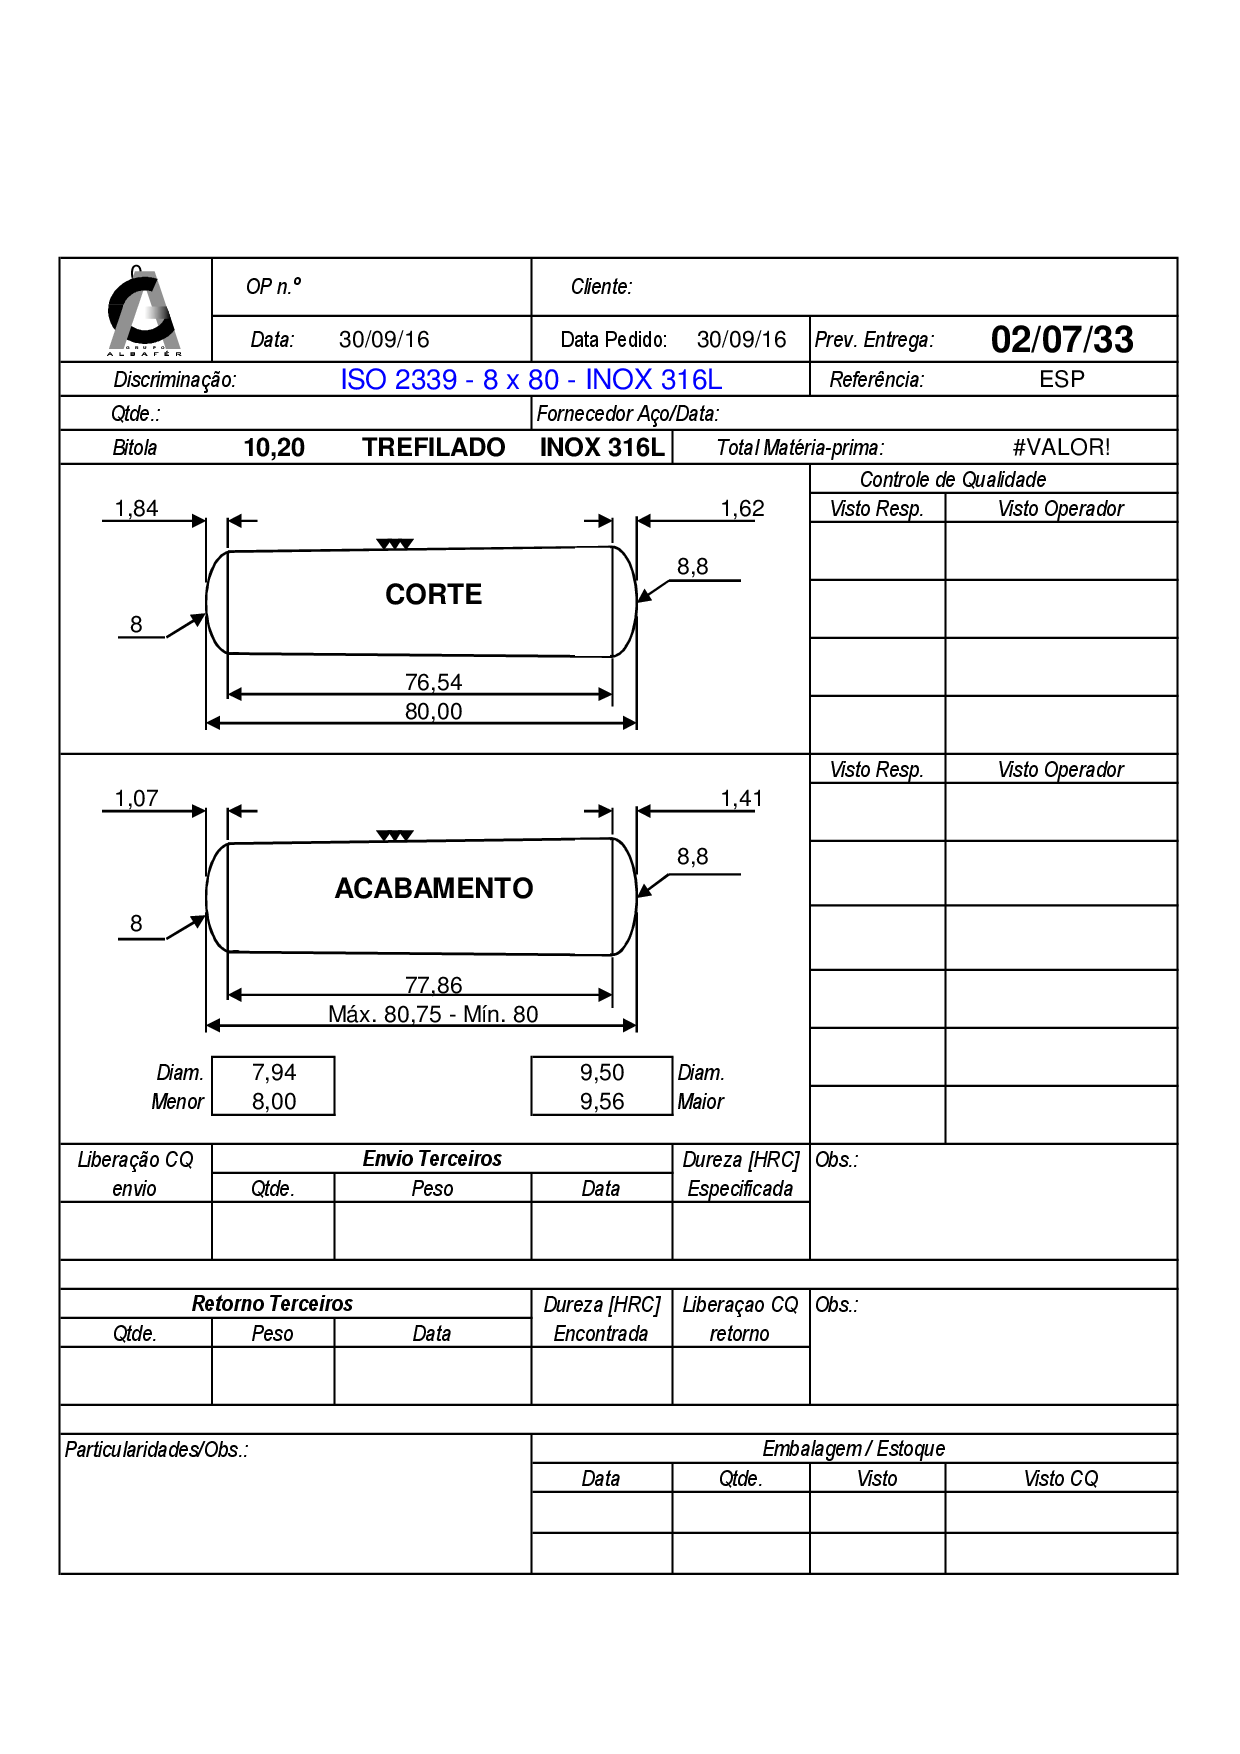 0
GRUPO
ALBAFÉR
OP n.º
Cliente:
Data: 30/09/16 Data Pedido: 30/09/16 Prev. Entrega: 02/07/33
Discriminação: ISO 2339 - 8 x 80 - INOX 316L Referência: ESP
Qtde.: Fornecedor Aço/Data:
Bitola 10,20 TREFILADO INOX 316L Total Matéria-prima: #VALOR!
Controle de Qualidade
Visto Resp. Visto Operador
1,84 1,62
8,8
CORTE
8
76,54
80,00
Visto Resp. Visto Operador
1,07 1,41
8,8
ACABAMENTO
8
77,86
Máx. 80,75 - Mín. 80
Diam. 7,94 9,50 Diam.
Menor 8,00 9,56 Maior
Liberação CQ Envio Terceiros Dureza [HRC] Obs.:
envio Qtde. Peso Data Especificada
Retorno Terceiros Dureza [HRC] Liberaçao CQ Obs.:
Qtde. Peso Data Encontrada retorno
Particularidades/Obs.: Embalagem / Estoque
Data Qtde. Visto Visto CQ